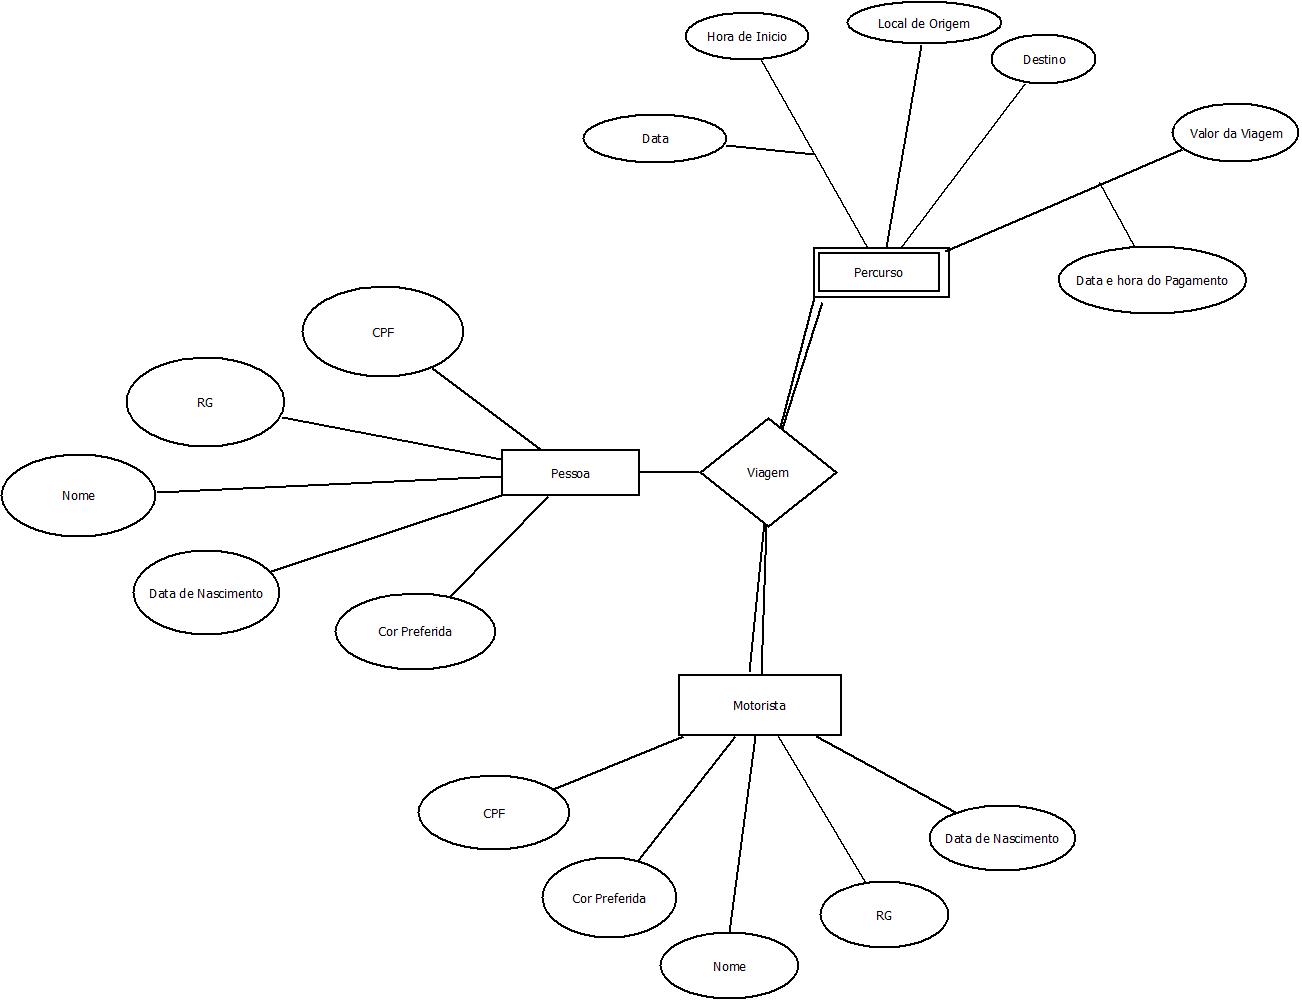 Local de Origem
Hora de Inicio
Destino
Valor da Viagem
Data
Percurso
Data e hora do Pagamento
CPF
RG
Pessoa
Viagem
Nome
Data de Nascimento
Cor Preferida
Motorista
CPF
Data de Nascimento
Cor Preferida
RG
Nome